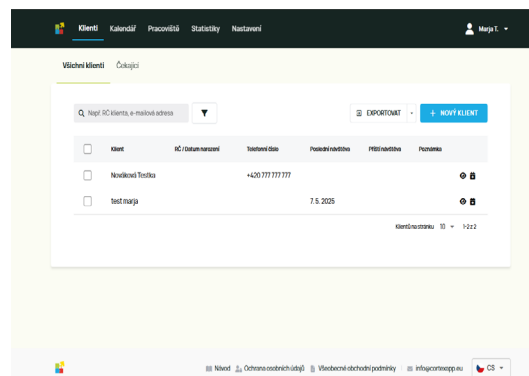 Klienti Kalendář Pracoviště Statistiky Nastavení Marja T.
Všichni klienti Čekající
Např. RČ klienta, e-mailová adresa EXPORTOVAT + NOVÝ KLIENT
Klient RČ / Datum narození Telefonní číslo Poslední návštěva Příští návštěva Poznámka
Nováková Testka +420 777 777 777
test marja 7. 5. 2025
Klientů na stránku 10 1-2 z 2
Návod Ochrana osobních údajů Všeobecné obchodní podmínky info@cortexapp.eu CS